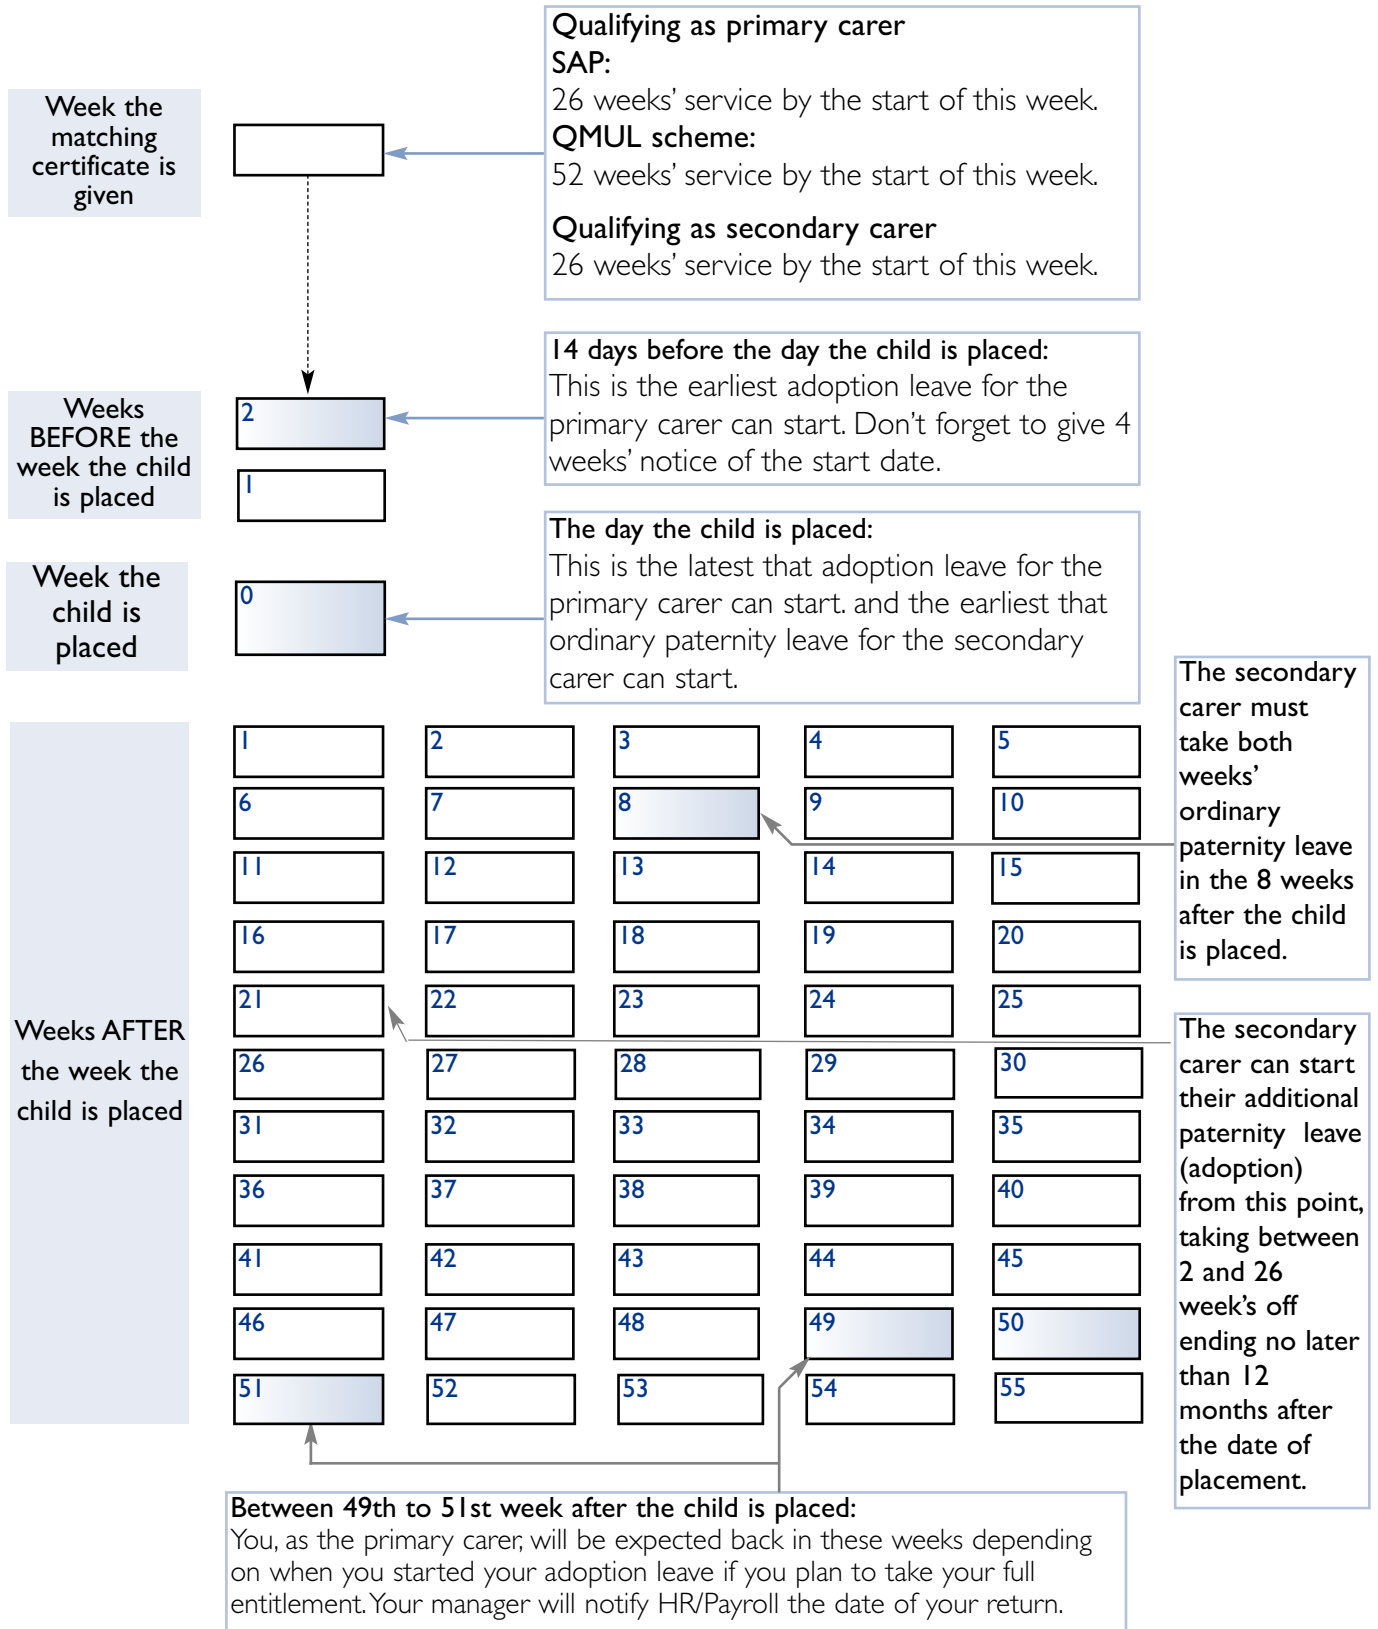 Qualifying as primary carer
SAP:
26 weeks’ service by the start of this week.
QMUL scheme:
52 weeks’ service by the start of this week.
Qualifying as secondary carer
26 weeks’ service by the start of this week.
Week the
matching
certificate is
given
14 days before the day the child is placed:
This is the earliest adoption leave for the
primary carer can start. Don’t forget to give 4
weeks’ notice of the start date.
Weeks
BEFORE the
week the child
is placed
2
1
The day the child is placed:
This is the latest that adoption leave for the
primary carer can start. and the earliest that
ordinary paternity leave for the secondary
carer can start.
Week the
child is
placed
0
The secondary
carer must
take both
weeks’
ordinary
paternity leave
in the 8 weeks
after the child
is placed.
Weeks AFTER
the week the
child is placed
1 2 3 4 5
6 7 8 9 10
11 12 13 14 15
16 17 18 19 20
21 22 23 24 25
26 27 28 29 30
31 32 33 34 35
36 37 38 39 40
41 42 43 44 45
46 47 48 49 50
51 52 53 54 55
The secondary
carer can start
their additional
paternity leave
(adoption)
from this point,
taking between
2 and 26
week’s off
ending no later
than 12
months after
the date of
placement.
Between 49th to 51st week after the child is placed:
You, as the primary carer, will be expected back in these weeks depending
on when you started your adoption leave if you plan to take your full
entitlement. Your manager will notify HR/Payroll the date of your return.